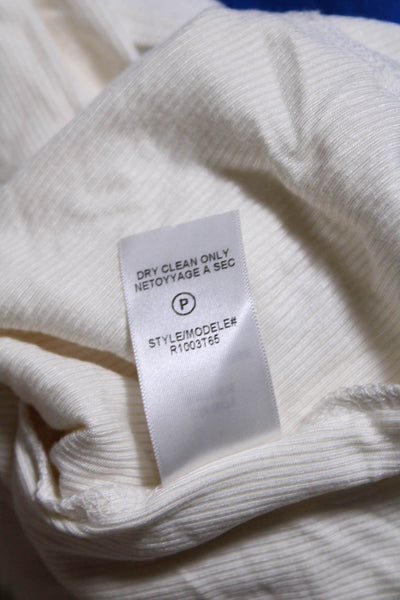 DRY CLEAN ONLY
NETOYYAGE A SEC
P
STYLE/MODELE#
R1003T65